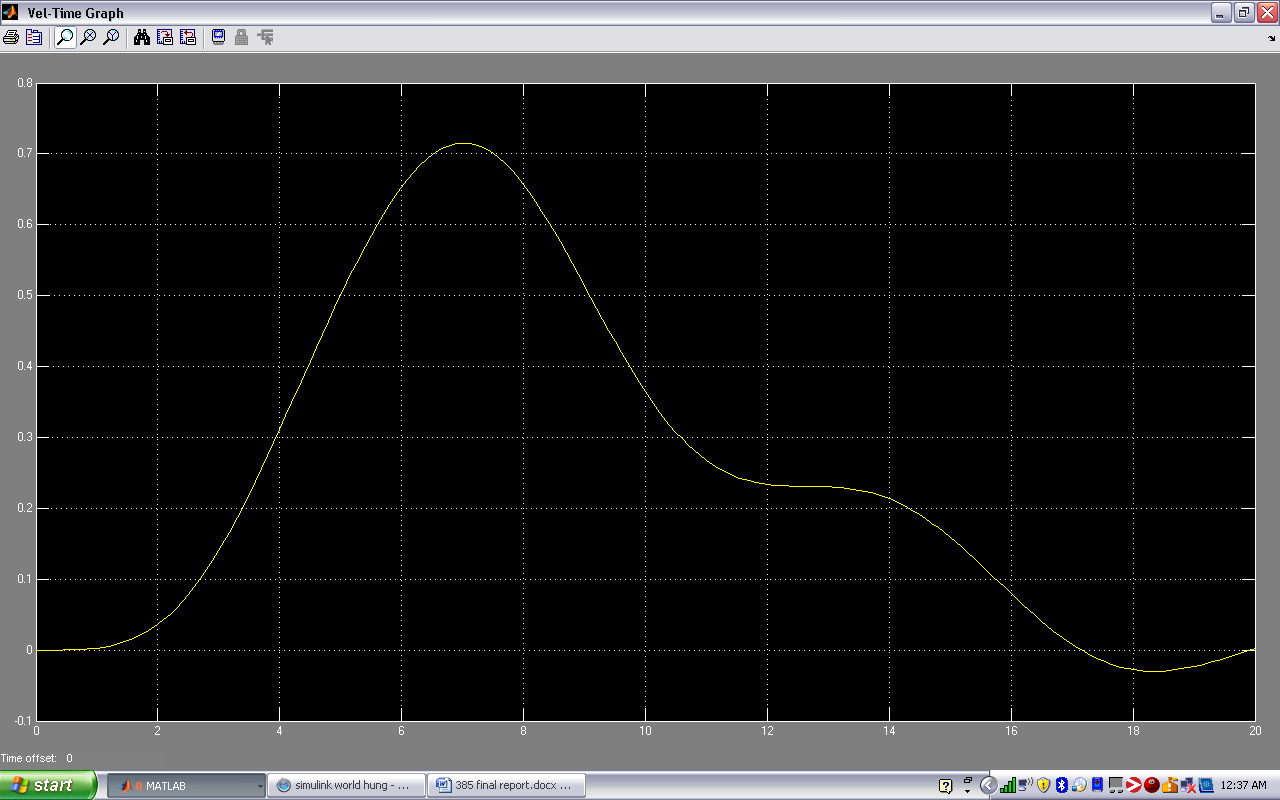 Vel-Time Graph
0.8
0.7
0.6
0.5
0.4
0.3
0.2
0.1
0
-0.1
0 2 4 6 8 10 12 14 16 18 20
Time offset: 0
start 8 MATLAB simulink world hung - ... 385 final report.docx ... 12:37 AM